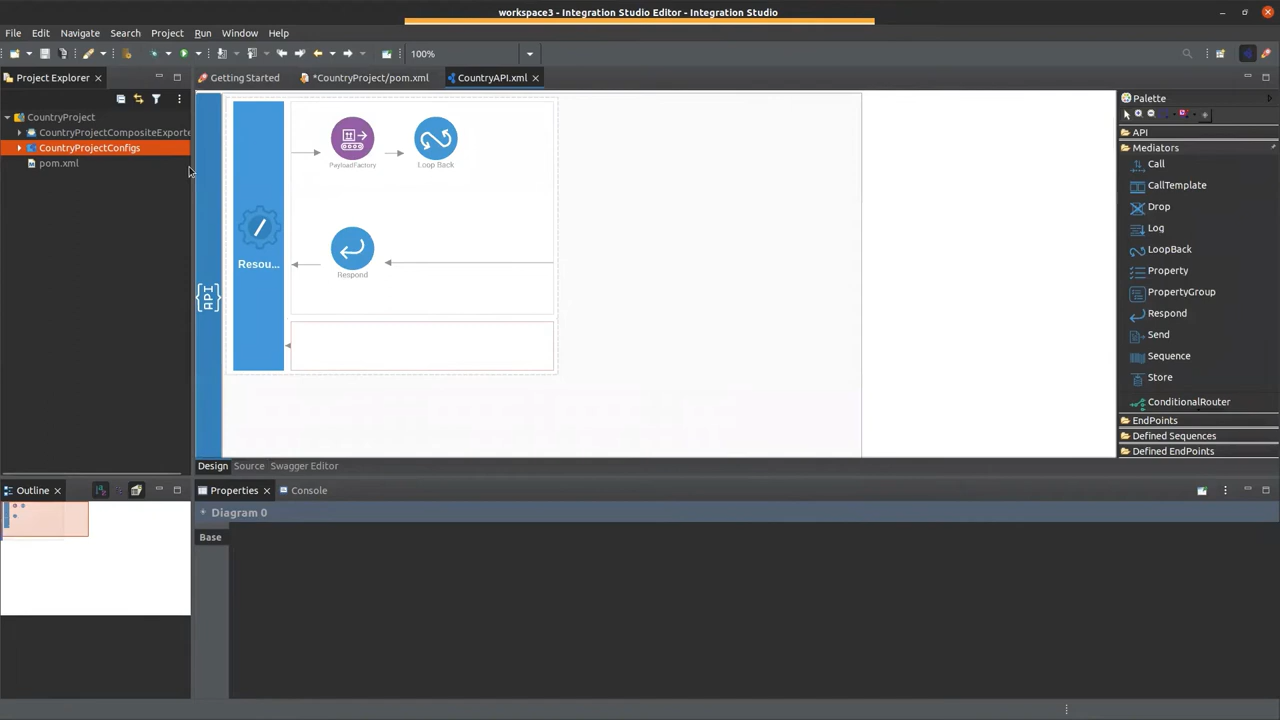 workspace3 - Integration Studio Editor - Integration Studio
File Edit Navigate Search Project Run Window Help
100%
Project Explorer
Getting Started
*CountryProject/pom.xml
CountryAPI.xml
CountryProject
CountryProjectCompositeExporte
CountryProjectConfigs
pom.xml
API
Resou...
PayloadFactory
Loop Back
Respond
Palette
API
Mediators
Call
CallTemplate
Drop
Log
LoopBack
Property
PropertyGroup
Respond
Send
Sequence
Store
ConditionalRouter
EndPoints
Defined Sequences
Defined EndPoints
Design Source Swagger Editor
Outline
Properties
Console
Diagram 0
Base